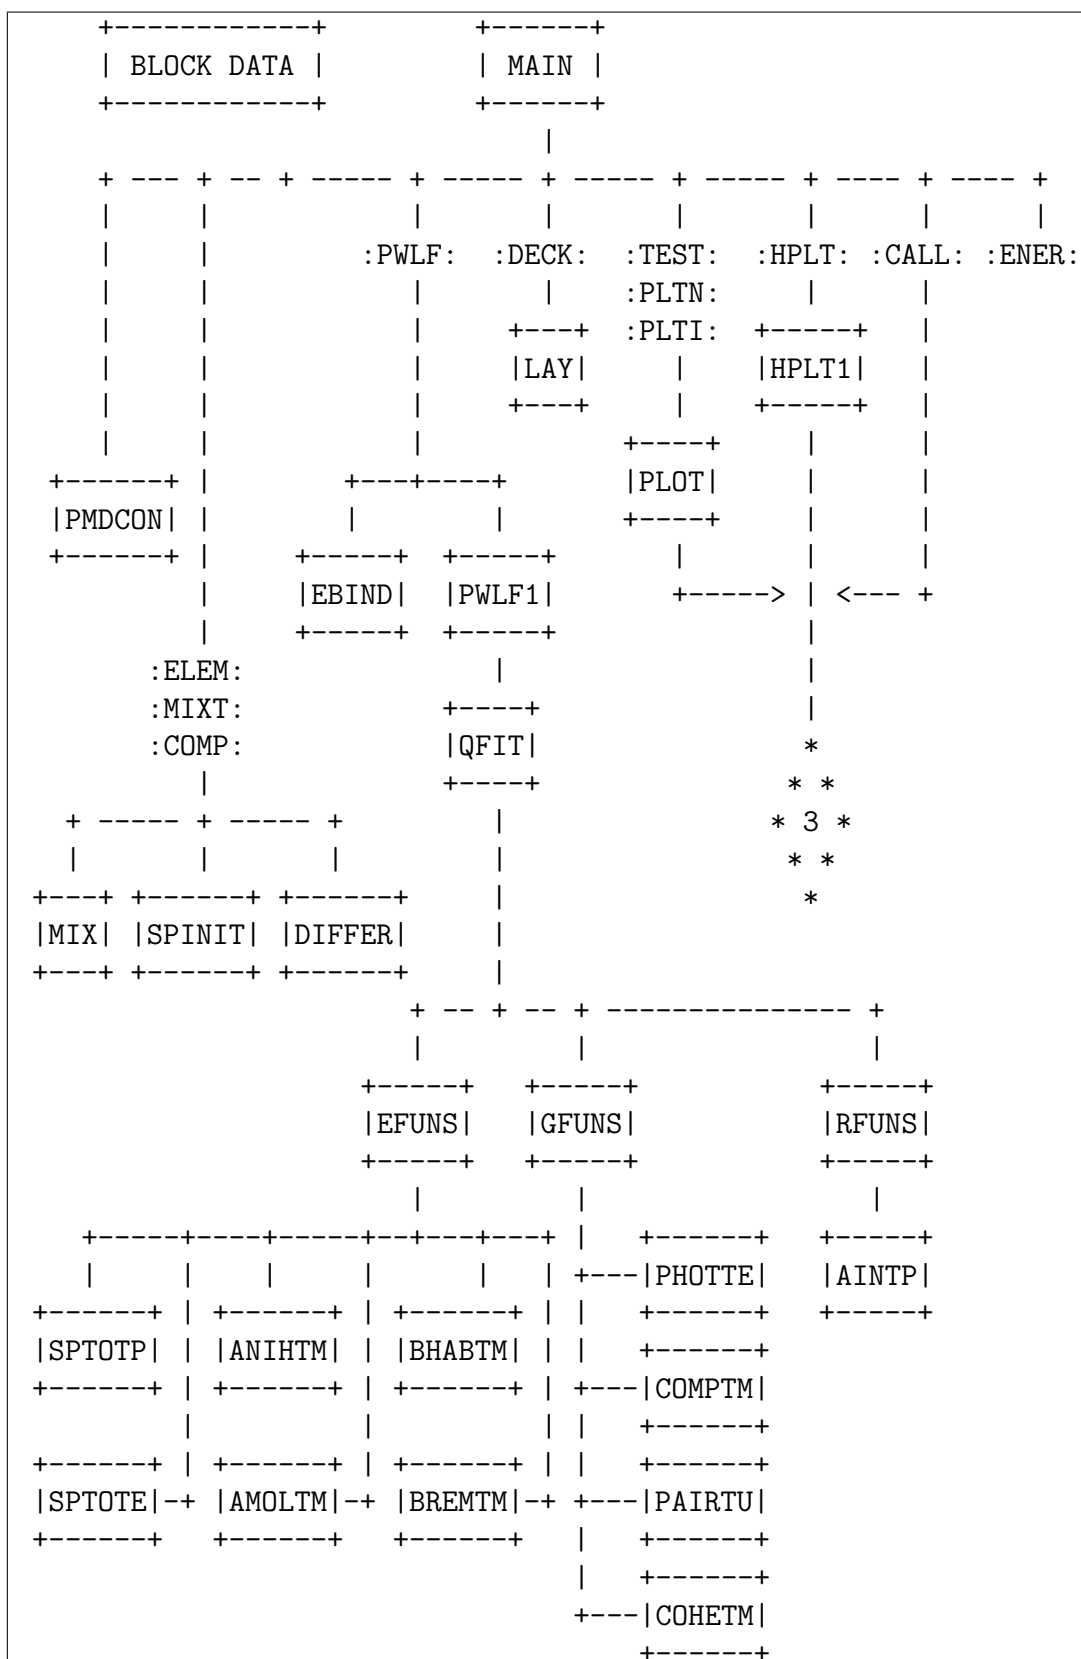 BLOCK DATA MAIN
:PWLF: :DECK: :TEST: :HPLT: :CALL: :ENER:
:PLTN:
:PLTI:
LAY HPLT1
PLOT
PMDCON
EBIND PWLF1
:ELEM:
:MIXT:
:COMP: QFIT
3
MIX SPINIT DIFFER
EFUNS GFUNS RFUNS
PHOTTE AINTP
SPTOTP ANIHTM BHABTM
COMPTM
SPTOTE AMOLTM BREMTM PAIRTU
COHETM